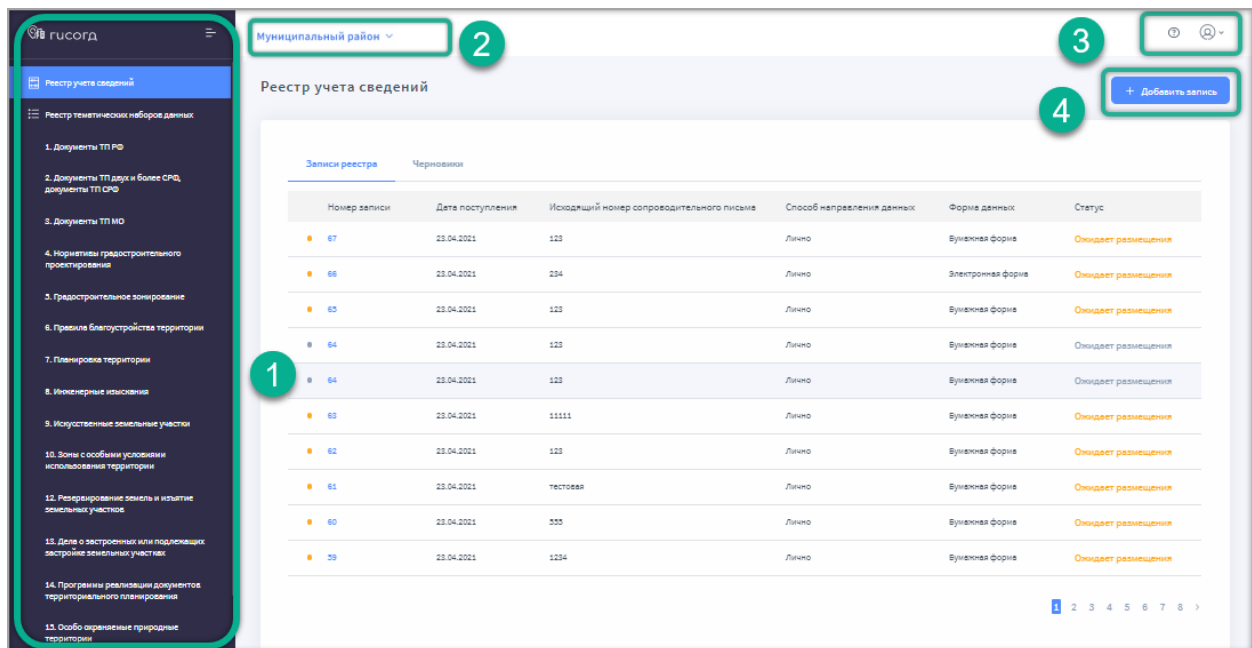 гисогд
Муниципальный район
2
3
Реестр учета сведений
Реестр тематических наборов данных
1. Документы ТП РФ
2. Документы ТП двух и более СРФ,
документы ТП СРФ
3. Документы ТП МО
4. Нормативы градостроительного
проектирования
5. Градостроительное зонирование
6. Правила благоустройства территории
7. Планировка территории
8. Инженерные изыскания
9. Искусственные земельные участки
10. Зоны с особыми условиями
использования территории
12. Резервирование земель и изъятие
земельных участков
13. Дела о застроенных или подлежащих
застройке земельных участках
14. Программы реализации документов
территориального планирования
15. Особо охраняемые природные
территории
1
Реестр учета сведений
+ Добавить запись
4
Записи реестра Черновики
Номер записи Дата поступления Исходящий номер сопроводительного письма Способ направления данных Форма данных Статус
67 23.04.2021 123 Лично Бумажная форма Ожидает размещения
66 23.04.2021 234 Лично Электронная форма Ожидает размещения
65 23.04.2021 123 Лично Бумажная форма Ожидает размещения
64 23.04.2021 123 Лично Бумажная форма Ожидает размещения
64 23.04.2021 123 Лично Бумажная форма Ожидает размещения
63 23.04.2021 11111 Лично Бумажная форма Ожидает размещения
62 23.04.2021 123 Лично Бумажная форма Ожидает размещения
61 23.04.2021 тестовая Лично Бумажная форма Ожидает размещения
60 23.04.2021 555 Лично Бумажная форма Ожидает размещения
59 23.04.2021 1234 Лично Бумажная форма Ожидает размещения
1 2 3 4 5 6 7 8 >